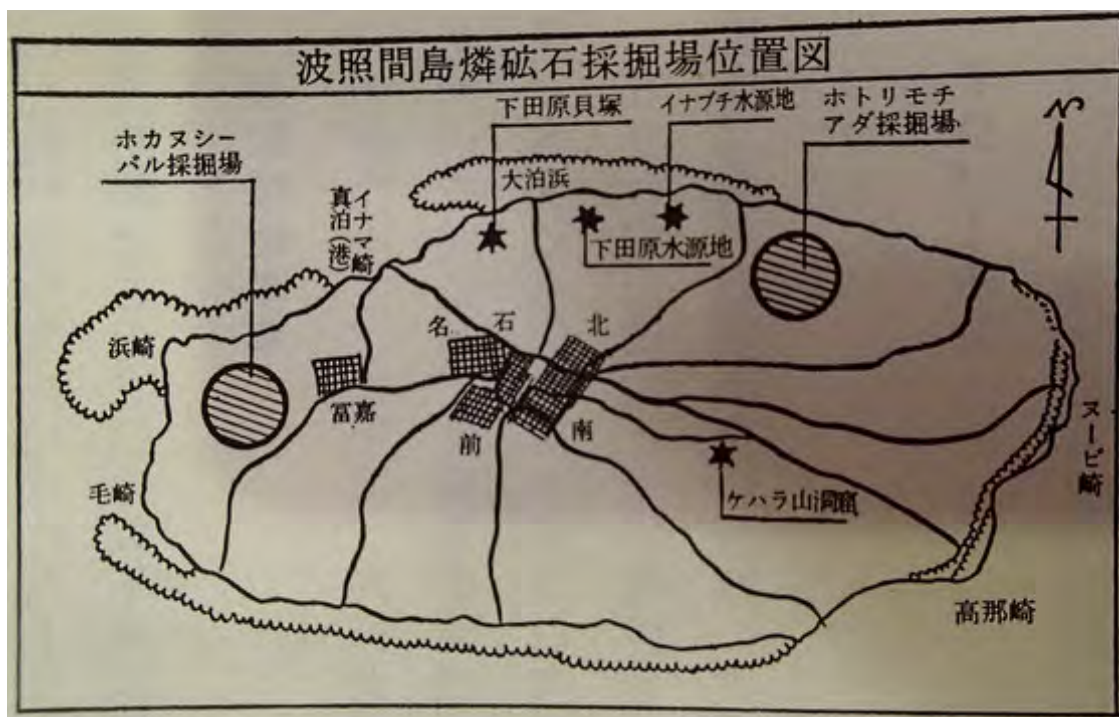 波照間島燐砿石採掘場位置図
下田原貝塚
イナブチ水源地
ホトリモチ
アダ採掘場
ホカヌシー
バル採掘場
N
大泊浜
イナマ崎
真泊(港)
下田原水源地
浜崎
名
石
北
冨嘉
前
南
ヌービ崎
毛崎
ケハラ山洞窟
高那崎